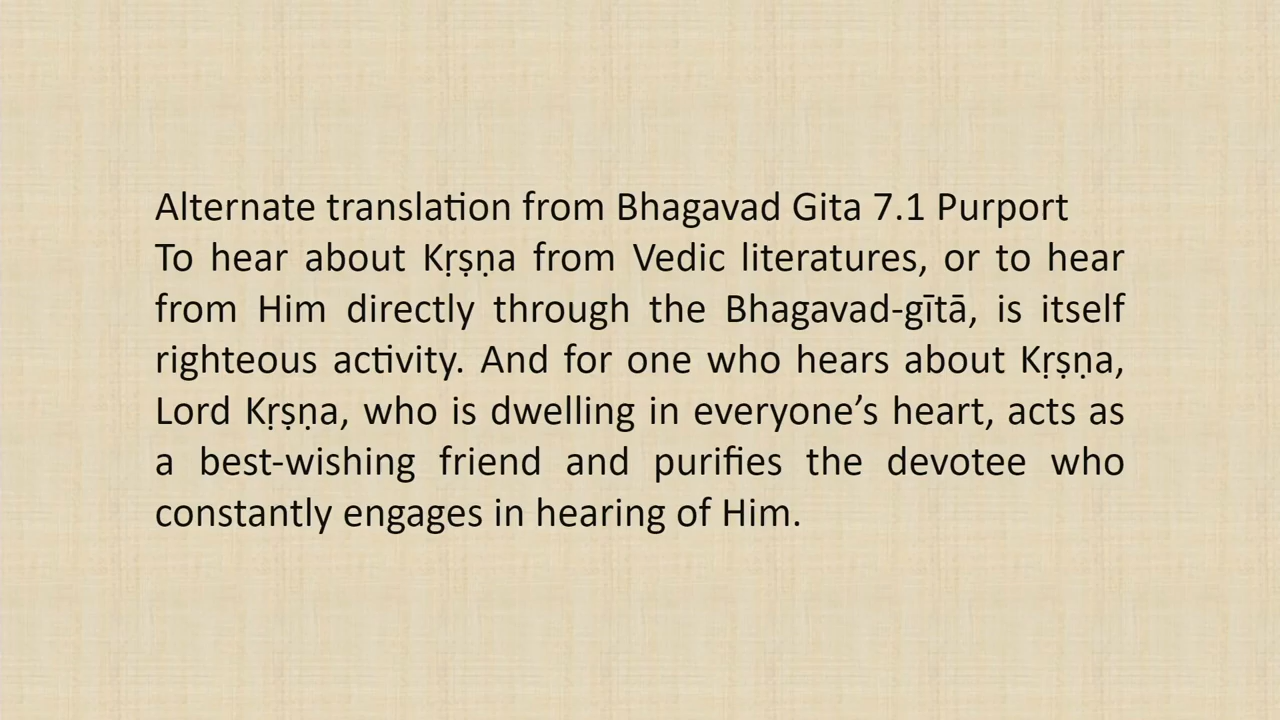 Alternate translation from Bhagavad Gita 7.1 Purport
To hear about Kṛṣṇa from Vedic literatures, or to hear
from Him directly through the Bhagavad-gītā, is itself
righteous activity. And for one who hears about Kṛṣṇa,
Lord Kṛṣṇa, who is dwelling in everyone’s heart, acts as
a best-wishing friend and purifies the devotee who
constantly engages in hearing of Him.